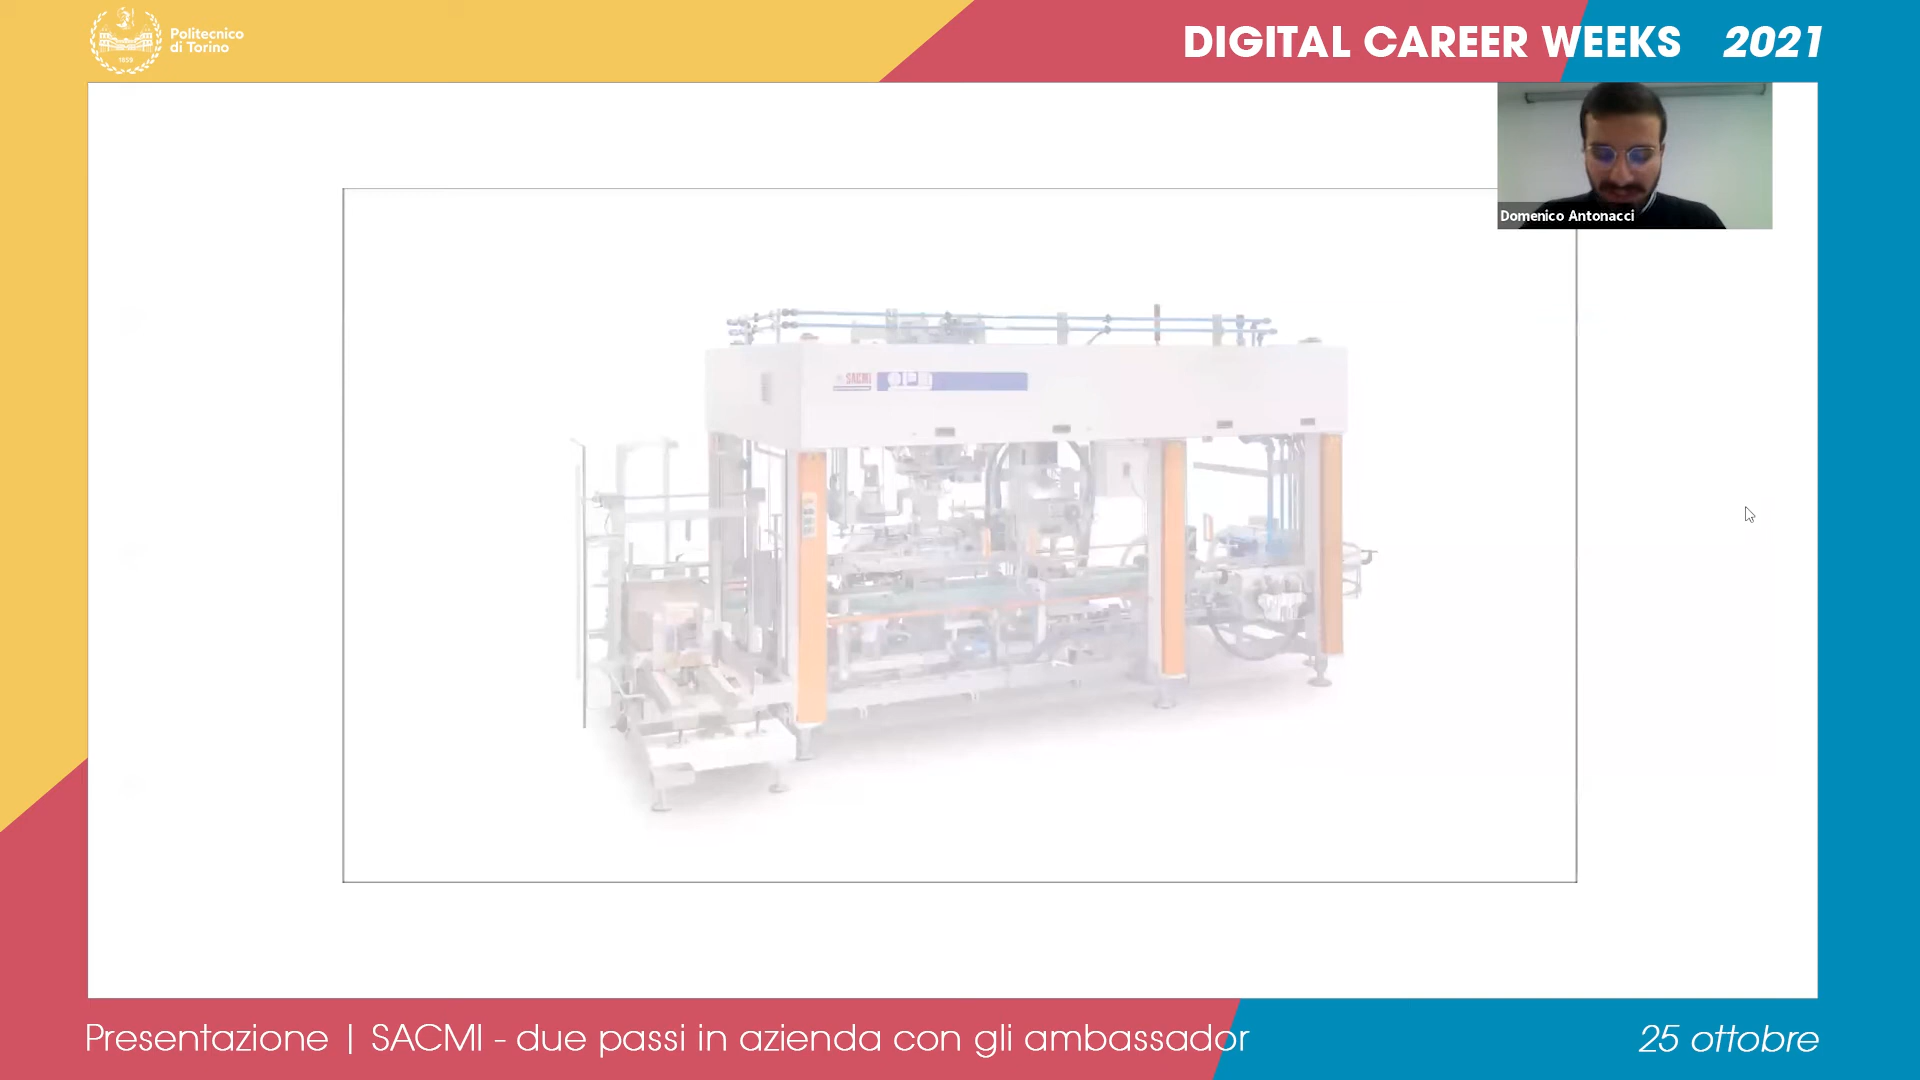 Politecnico
di Torino
1859
DIGITAL CAREER WEEKS 2021
Domenico Antonacci
SACMI
Presentazione | SACMI - due passi in azienda con gli ambassador
25 ottobre